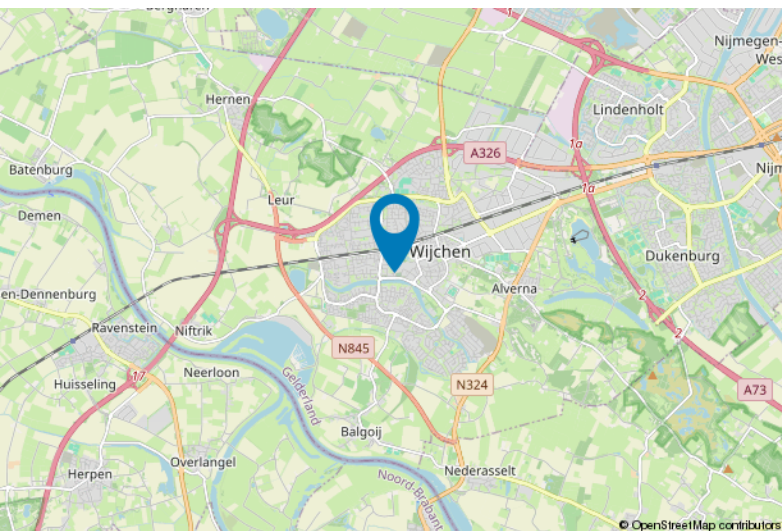 Nijmegen-
Wes
Hernen
Lindenholt
1
1a
A326
Batenburg
Nijm
1a
Leur
Demen
Wijchen
Dukenburg
Alverna
en-Dennenburg
2
Ravenstein
Niftrik
2
N845
Neerloon
17
Huisseling
Gelderland
N324
A73
Balgoij
Overlangel
Nederasselt
Herpen
Noord-Brabant
© OpenStreetMap contributors